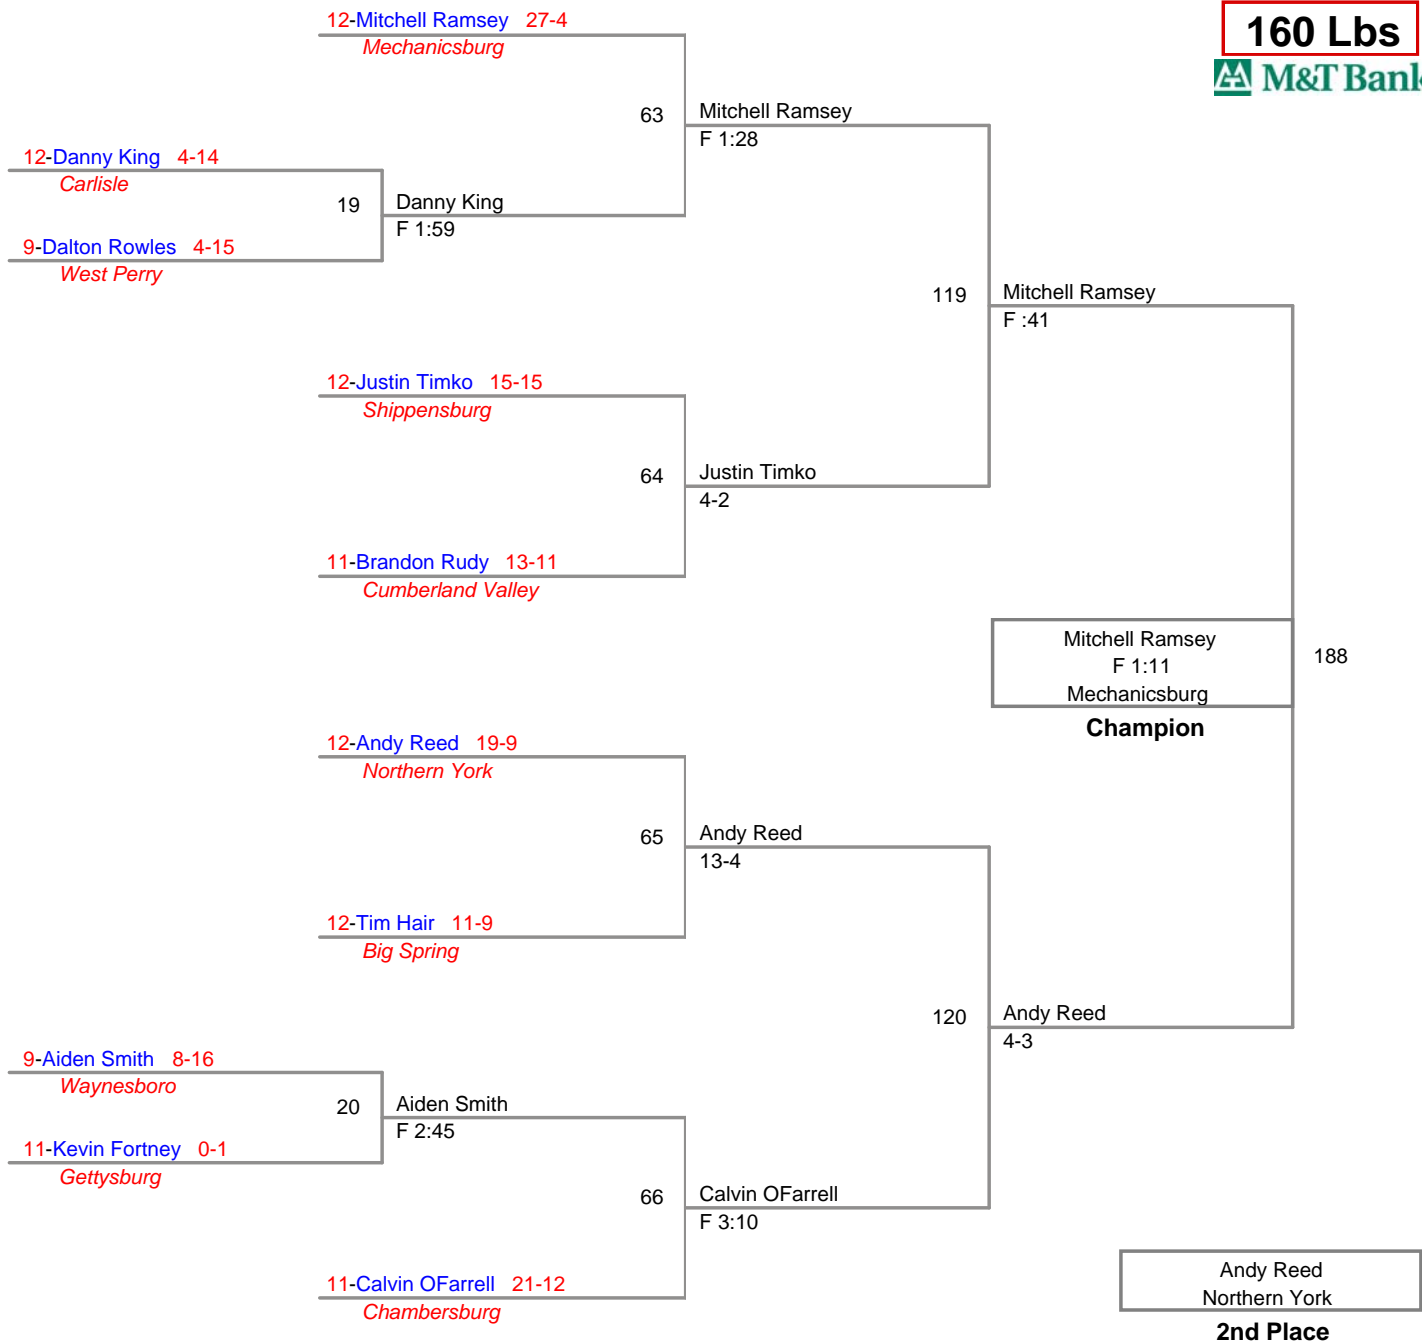 12-Mitchell Ramsey 27-4
Mechanicsburg
160 Lbs
M&T Bank
63
Mitchell Ramsey
F 1:28
12-Danny King 4-14
Carlisle
19
Danny King
F 1:59
9-Dalton Rowles 4-15
West Perry
119
Mitchell Ramsey
F :41
12-Justin Timko 15-15
Shippensburg
64
Justin Timko
4-2
11-Brandon Rudy 13-11
Cumberland Valley
Mitchell Ramsey
F 1:11
Mechanicsburg
188
Champion
12-Andy Reed 19-9
Northern York
65
Andy Reed
13-4
12-Tim Hair 11-9
Big Spring
120
Andy Reed
4-3
9-Aiden Smith 8-16
Waynesboro
20
Aiden Smith
F 2:45
11-Kevin Fortney 0-1
Gettysburg
66
Calvin OFarrell
F 3:10
11-Calvin OFarrell 21-12
Chambersburg
Andy Reed
Northern York
2nd Place